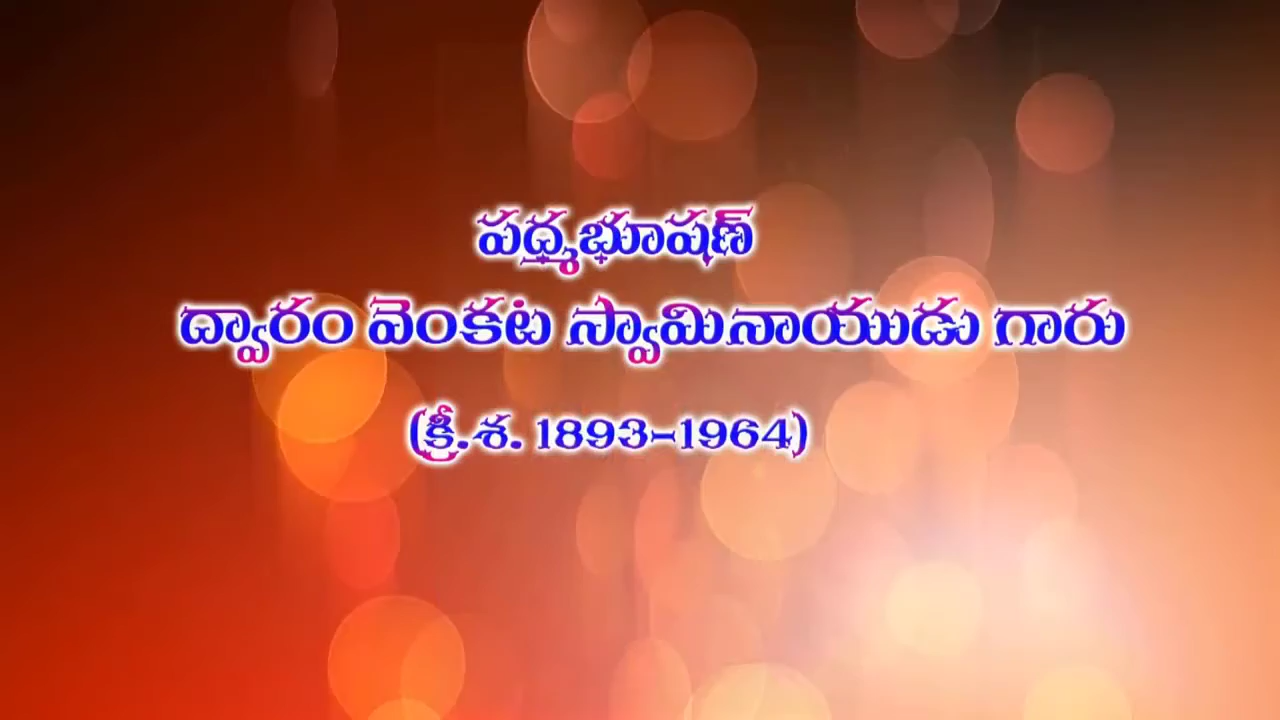 పద్మభూషణ్
ద్వారం వెంకట స్వామినాయుడు గారు
(క్రీ.శ. 1893-1964)